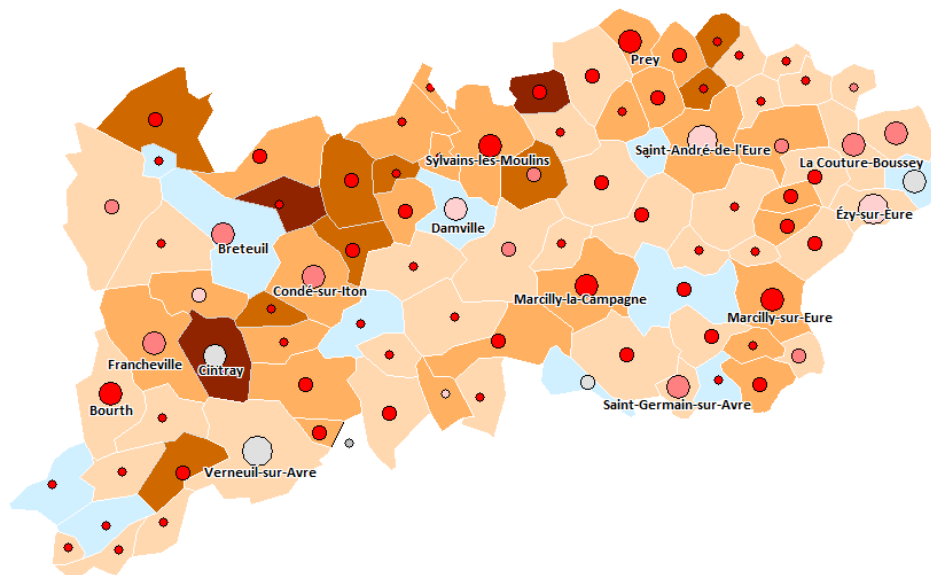 Prey
Saint-André-de-l'Eure
Sylvains-les-Moulins
La Couture-Boussey
Ézy-sur-Eure
Damville
Breteuil
Condé-sur-Iton
Marcilly-la-Campagne
Marcilly-sur-Eure
Francheville
Cintray
Bourth
Saint-Germain-sur-Avre
Verneuil-sur-Avre